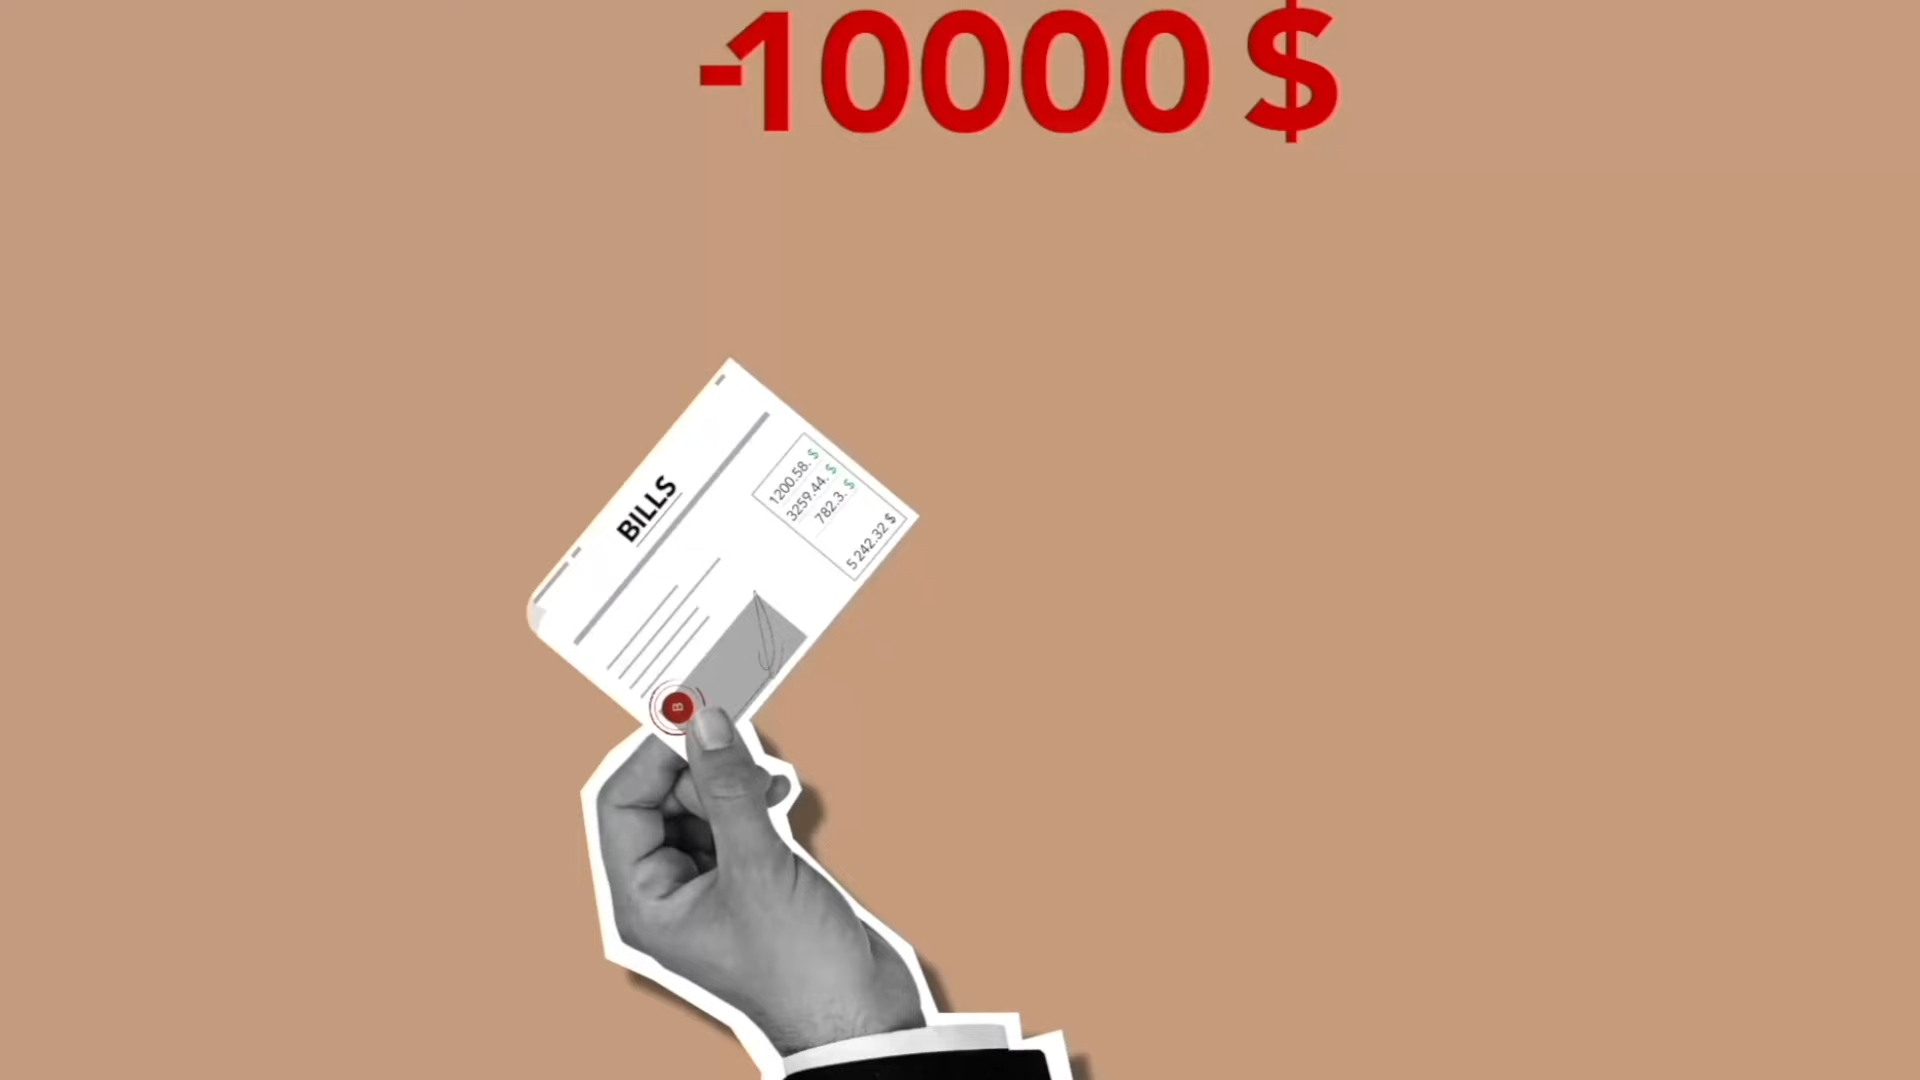 -10000 $
BILLS
1200.58. $
3259.44. $
782.3. $
5 242.32 $
B